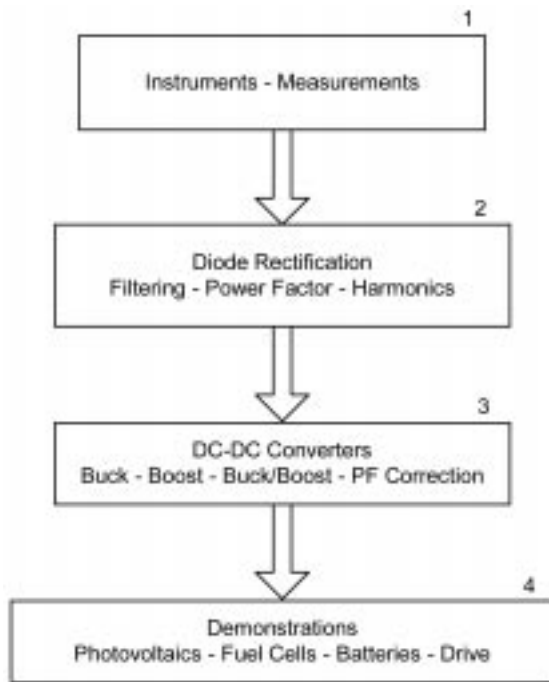 1
Instruments - Measurements
2
Diode Rectification
Filtering - Power Factor - Harmonics
3
DC-DC Converters
Buck - Boost - Buck/Boost - PF Correction
4
Demonstrations
Photovoltaics - Fuel Cells - Batteries - Drive